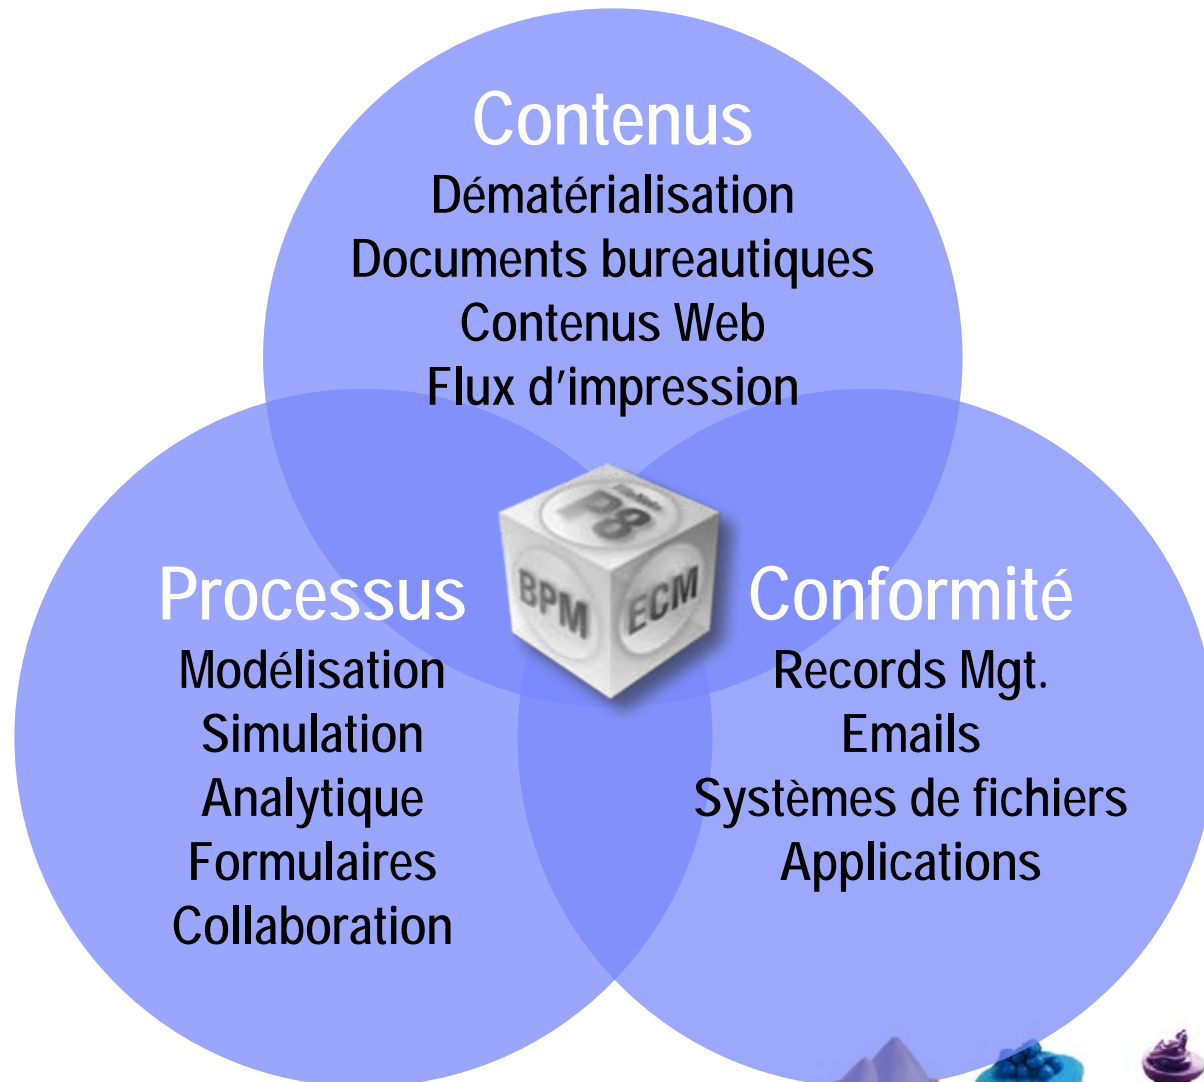 Contenus
Dématérialisation
Documents bureautiques
Contenus Web
Flux d'impression
P8
BPM
ECM
Processus
Modélisation
Simulation
Analytique
Formulaires
Collaboration
Conformité
Records Mgt.
Emails
Systèmes de fichiers
Applications